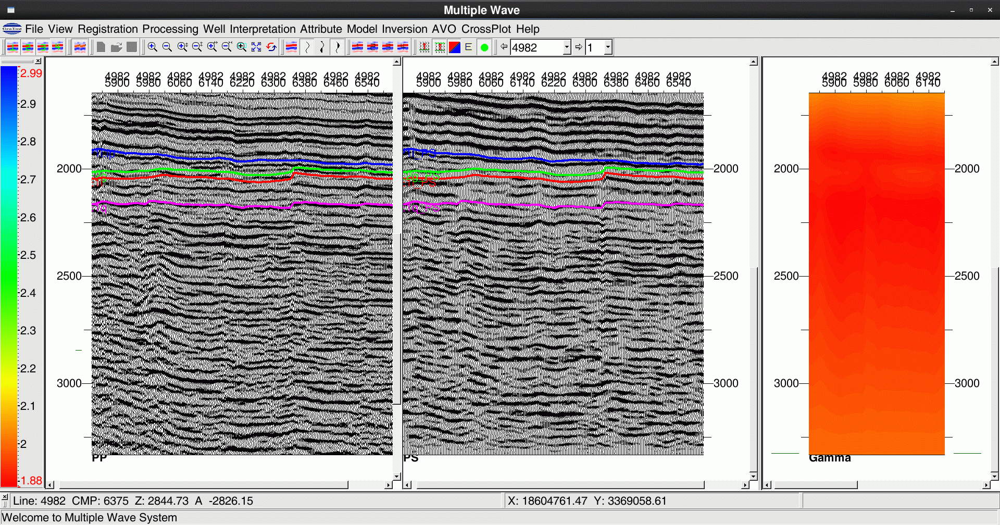 Multiple Wave
GeoEast File View Registration Processing Well Interpretation Attribute Model Inversion AVO CrossPlot Help
1 2 3 4 E 4982 1
2.99
2.9
2.8
2.7
2.6
2.5
2.4
2.3
2.2
2.1
2
1.88
4982 4982 4982 4982 4982 4982 4982 4982 4982
5900 5980 6060 6140 6220 6300 6380 6460 6540
2000
2500
3000
PP
4982 4982 4982 4982 4982 4982 4982 4982 4982
5900 5980 6060 6140 6220 6300 6380 6460 6540
2000
2500
3000
PS
4982 4982 4982 4982
5900 5980 6060 6140
2000 2000
2500 2500
3000 3000
Gamma
Line: 4982 CMP: 6375 Z: 2844.73 A -2826.15
X: 18604761.47 Y: 3369058.61
Welcome to Multiple Wave System